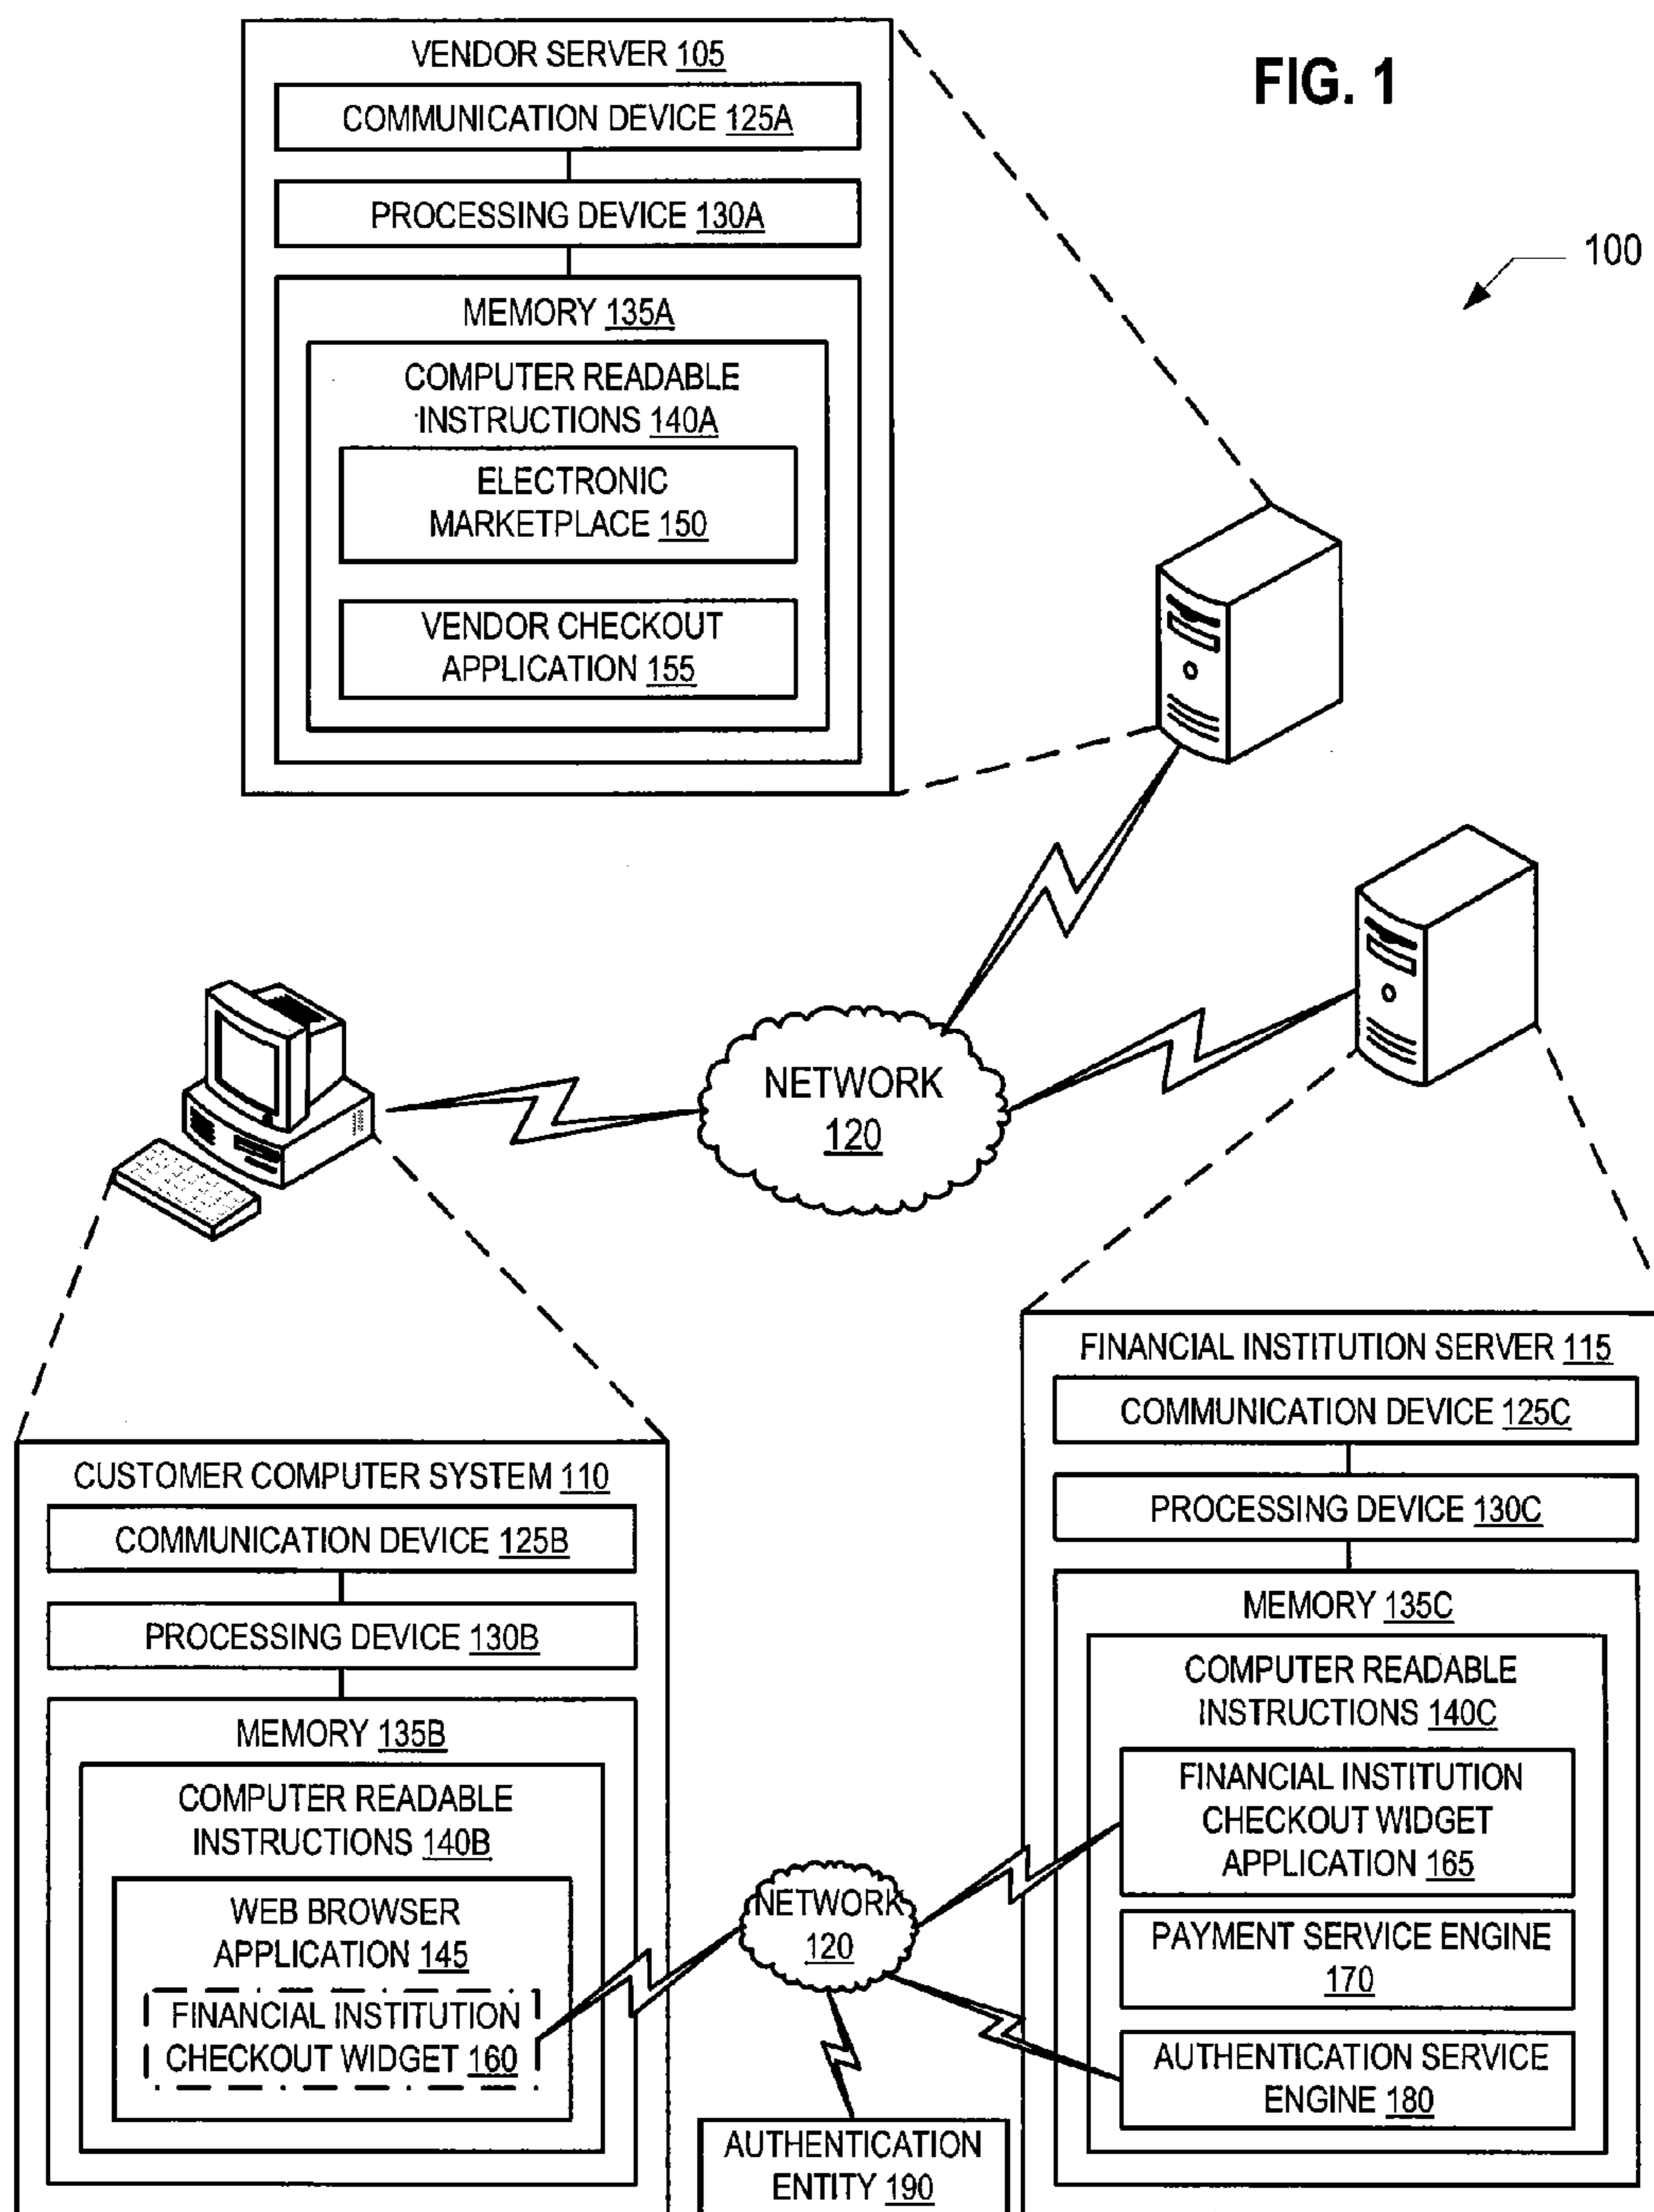 FIG. 1
100
VENDOR SERVER 105
COMMUNICATION DEVICE 125A
PROCESSING DEVICE 130A
MEMORY 135A
COMPUTER READABLE
INSTRUCTIONS 140A
ELECTRONIC
MARKETPLACE 150
VENDOR CHECKOUT
APPLICATION 155
NETWORK
120
CUSTOMER COMPUTER SYSTEM 110
COMMUNICATION DEVICE 125B
PROCESSING DEVICE 130B
MEMORY 135B
COMPUTER READABLE
INSTRUCTIONS 140B
WEB BROWSER
APPLICATION 145
FINANCIAL INSTITUTION
CHECKOUT WIDGET 160
NETWORK
120
AUTHENTICATION
ENTITY 190
FINANCIAL INSTITUTION SERVER 115
COMMUNICATION DEVICE 125C
PROCESSING DEVICE 130C
MEMORY 135C
COMPUTER READABLE
INSTRUCTIONS 140C
FINANCIAL INSTITUTION
CHECKOUT WIDGET
APPLICATION 165
PAYMENT SERVICE ENGINE
170
AUTHENTICATION SERVICE
ENGINE 180